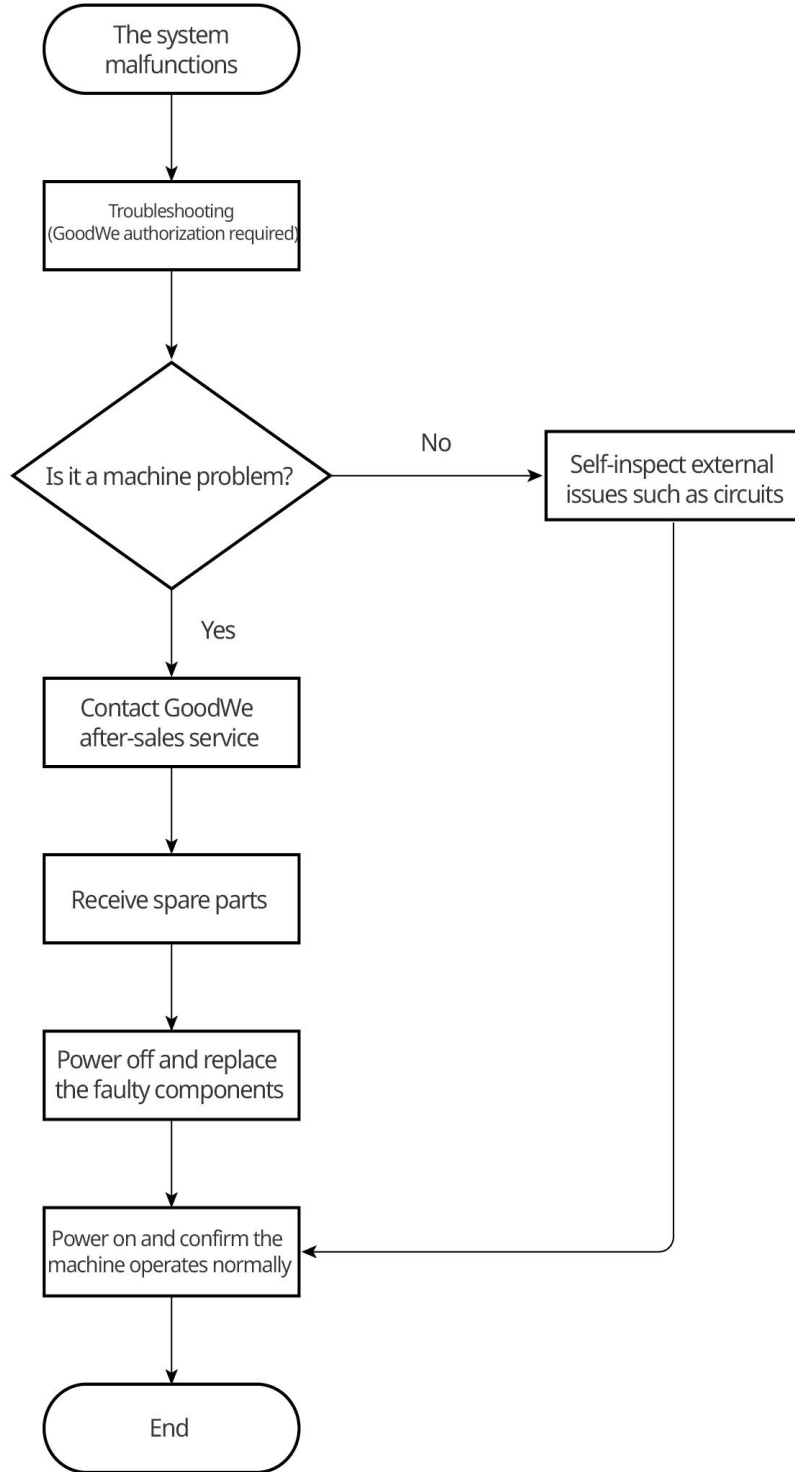 The system
malfunctions
Troubleshooting
(GoodWe authorization required)
Is it a machine problem?
No
Self-inspect external
issues such as circuits
Yes
Contact GoodWe
after-sales service
Receive spare parts
Power off and replace
the faulty components
Power on and confirm the
machine operates normally
End